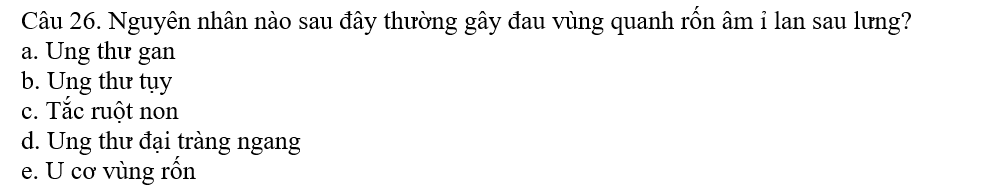 Câu 26. Nguyên nhân nào sau đây thường gây đau vùng quanh rốn âm ỉ lan sau lưng?
a. Ung thư gan
b. Ung thư tụy
c. Tắc ruột non
d. Ung thư đại tràng ngang
e. U cơ vùng rốn